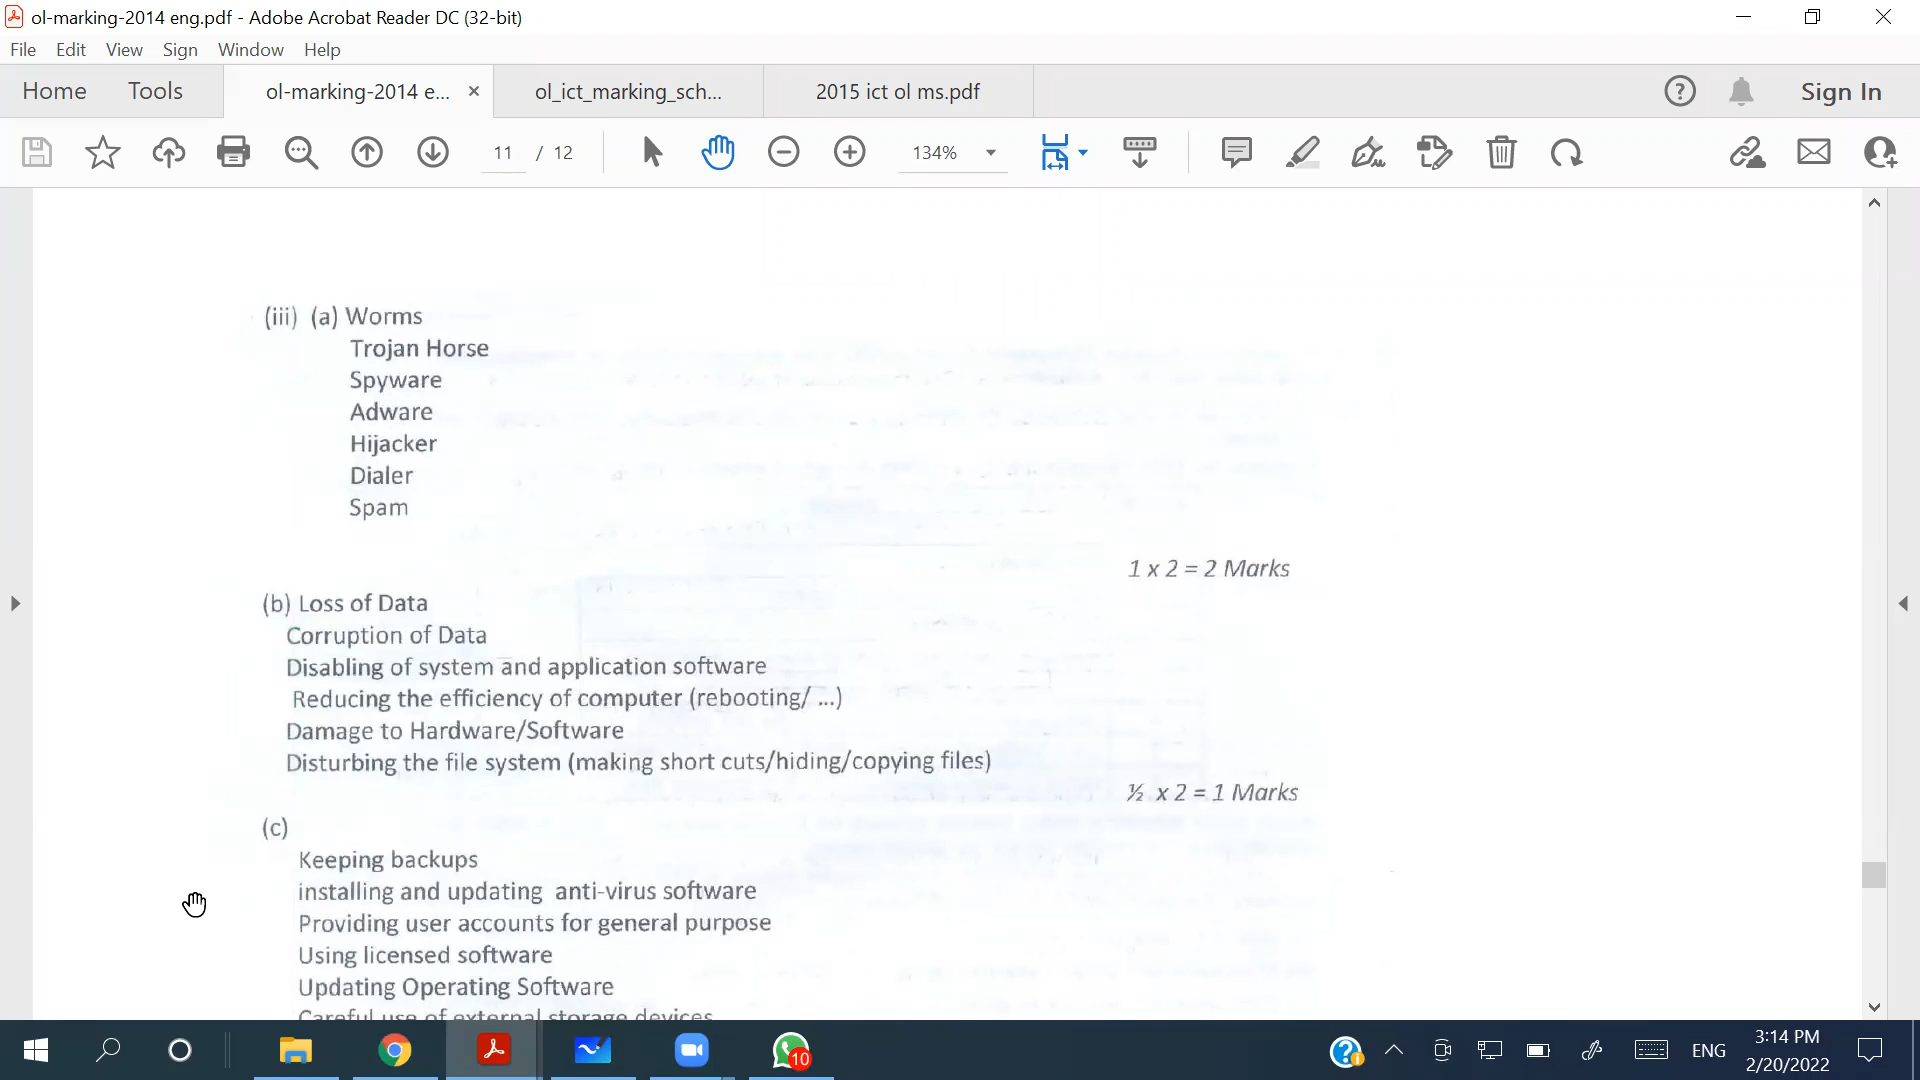 ol-marking-2014 eng.pdf - Adobe Acrobat Reader DC (32-bit)
File Edit View Sign Window Help
Home Tools ol-marking-2014 e... × ol_ict_marking_sch... 2015 ict ol ms.pdf Sign In
11 / 12 134%
(iii) (a) Worms
Trojan Horse
Spyware
Adware
Hijacker
Dialer
Spam
1 x 2 = 2 Marks
(b) Loss of Data
Corruption of Data
Disabling of system and application software
Reducing the efficiency of computer (rebooting/ ...)
Damage to Hardware/Software
Disturbing the file system (making short cuts/hiding/copying files)
½ x 2 = 1 Marks
(c)
Keeping backups
installing and updating anti-virus software
Providing user accounts for general purpose
Using licensed software
Updating Operating Software
Careful use of external storage devices
10 ENG 3:14 PM
2/20/2022